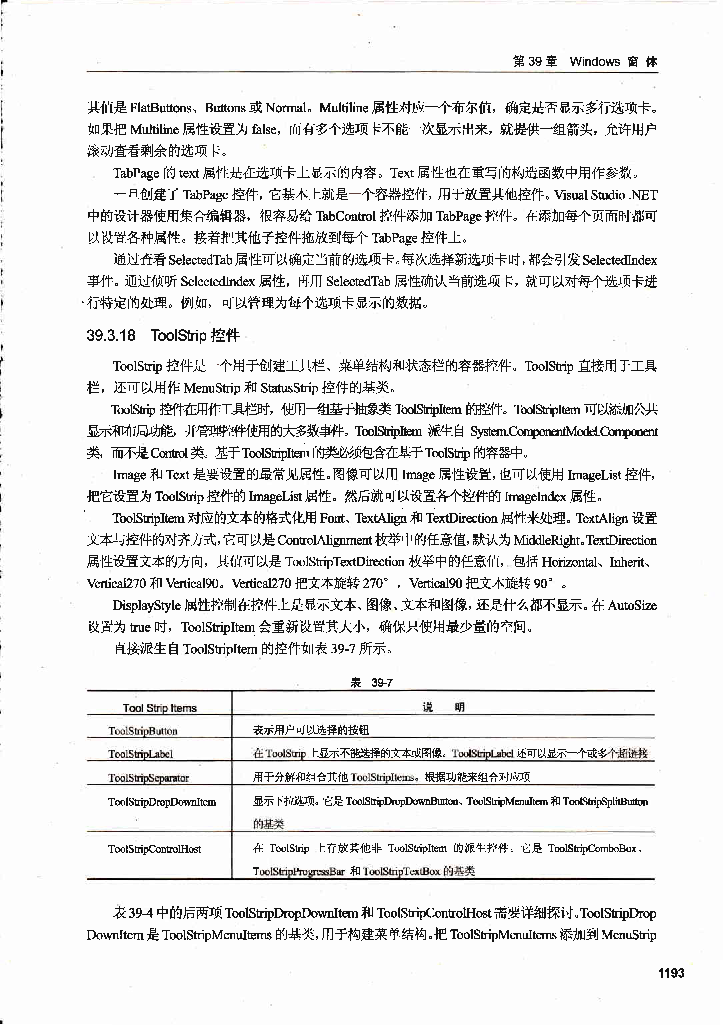 第 39 章 Windows 窗 体
其值是 FlatButtons、Buttons 或 Normal。Multiline 属性对应一个布尔值，确定是否显示多行选项卡。
如果把 Multiline 属性设置为 false，而有多个选项卡不能一次显示出来，就提供一组箭头，允许用户
滚动查看剩余的选项卡。
TabPage 的 text 属性是在选项卡上显示的内容。Text 属性也在重写的构造函数中用作参数。
一旦创建了 TabPage 控件，它基本上就是一个容器控件，用于放置其他控件。Visual Studio .NET
中的设计器使用集合编辑器，很容易给 TabControl 控件添加 TabPage 控件。在添加每个页面时都可
以设置各种属性。接着把其他子控件拖放到每个 TabPage 控件上。
通过查看 SelectedTab 属性可以确定当前的选项卡。每次选择新选项卡时，都会引发 SelectedIndex
事件。通过侦听 SelectedIndex 属性，再用 SelectedTab 属性确认当前选项卡，就可以对每个选项卡进
行特定的处理。例如，可以管理为每个选项卡显示的数据。
39.3.18 ToolStrip 控件
ToolStrip 控件是一个用于创建工具栏、菜单结构和状态栏的容器控件。ToolStrip 直接用于工具
栏，还可以用作 MenuStrip 和 StatusStrip 控件的基类。
ToolStrip 控件在用作工具栏时，使用一组基于抽象类 ToolStripItem 的控件。ToolStripItem 可以添加公共
显示和布局功能，并管理控件使用的大多数事件。ToolStripItem 派生自 System.ComponentModel.Component
类，而不是 Control 类。基于 ToolStripItem 的类必须包含在基于 ToolStrip 的容器中。
Image 和 Text 是要设置的最常见属性。图像可以用 Image 属性设置，也可以使用 ImageList 控件，
把它设置为 ToolStrip 控件的 ImageList 属性。然后就可以设置各个控件的 ImageIndex 属性。
ToolStripItem 对应的文本的格式化用 Font、TextAlign 和 TextDirection 属性来处理。TextAlign 设置
文本与控件的对齐方式，它可以是 ControlAlignment 枚举中的任意值，默认为 MiddleRight。TextDirection
属性设置文本的方向，其值可以是 ToolStripTextDirection 枚举中的任意值，包括 Horizontal、Inherit、
Vertical270 和 Vertical90。Vertical270 把文本旋转 270°，Vertical90 把文本旋转 90°。
DisplayStyle 属性控制在控件上是显示文本、图像、文本和图像，还是什么都不显示。在 AutoSize
设置为 true 时，ToolStripItem 会重新设置其大小，确保只使用最少量的空间。
直接派生自 ToolStripItem 的控件如表 39-7 所示。
表 39-7
Tool Strip Items 说 明
ToolStripButton 表示用户可以选择的按钮
ToolStripLabel 在 ToolStrip 上显示不能选择的文本或图像。ToolStripLabel 还可以显示一个或多个超链接
ToolStripSeparator 用于分解和组合其他 ToolStripItems。根据功能来组合对应项
ToolStripDropDownItem 显示下拉选项。它是 ToolStripDropDownButton、ToolStripMenuItem 和 ToolStripSplitButton
的基类
ToolStripControlHost 在 ToolStrip 上存放其他非 ToolStripItem 的派生控件。它是 ToolStripComboBox、
ToolStripProgressBar 和 ToolStripTextBox 的基类
表 39-4 中的后两项 ToolStripDropDownItem 和 ToolStripControlHost 需要详细探讨。ToolStripDrop
DownItem 是 ToolStripMenuItems 的基类，用于构建菜单结构。把 ToolStripMenuItems 添加到 MenuStrip
1193